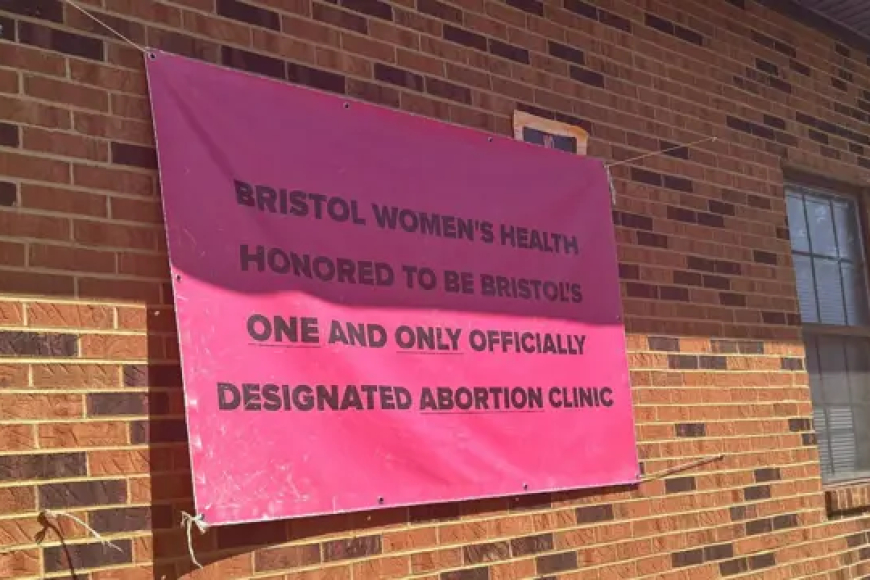 BRISTOL WOMEN'S HEALTH
HONORED TO BE BRISTOL'S
ONE AND ONLY OFFICIALLY
DESIGNATED ABORTION CLINIC